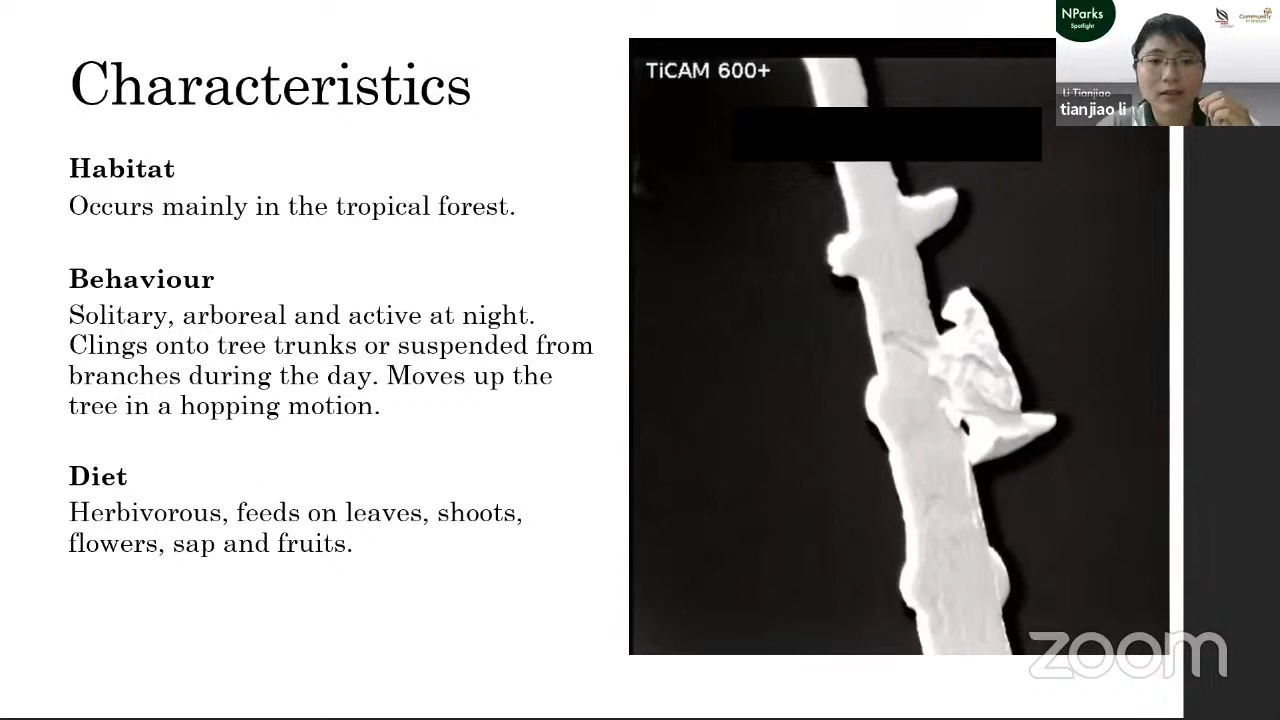 Characteristics
Habitat
Occurs mainly in the tropical forest.
Behaviour
Solitary, arboreal and active at night.
Clings onto tree trunks or suspended from
branches during the day. Moves up the
tree in a hopping motion.
Diet
Herbivorous, feeds on leaves, shoots,
flowers, sap and fruits.
TiCAM 600+
NParks
Spotlight
Community
in Nature
Li Tianjiao
tianjiao li
zoom